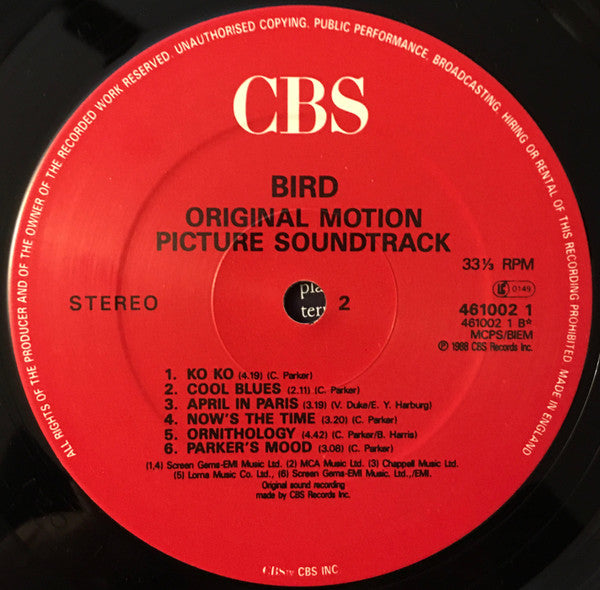 ALL RIGHTS OF THE PRODUCER AND OF THE OWNER OF THE RECORDED WORK RESERVED. UNAUTHORISED COPYING, PUBLIC PERFORMANCE, BROADCASTING, HIRING OR RENTAL OF THIS RECORDING PROHIBITED MADE IN ENGLAND
CBS
BIRD
ORIGINAL MOTION
PICTURE SOUNDTRACK
33⅓ RPM
LC 0149
STEREO
pla
ter
2
461002 1
461002 1 B*
MCPS/BIEM
℗ 1988 CBS Records Inc.
1. KO KO (4.19) (C. Parker)
2. COOL BLUES (2.11) (C. Parker)
3. APRIL IN PARIS (3.19) (V. Duke/E. Y. Harburg)
4. NOW'S THE TIME (3.20) (C. Parker)
5. ORNITHOLOGY (4.42) (C. Parker/B. Harris)
6. PARKER'S MOOD (3.08) (C. Parker)
(1,4) Screen Gems-EMI Music Ltd. (2) MCA Music Ltd. (3) Chappell Music Ltd.
(5) Lorna Music Co. Ltd., (6) Screen Gems-EMI Music Ltd../EMI.
Original sound recording
made by CBS Records Inc.
CBS™ CBS INC.